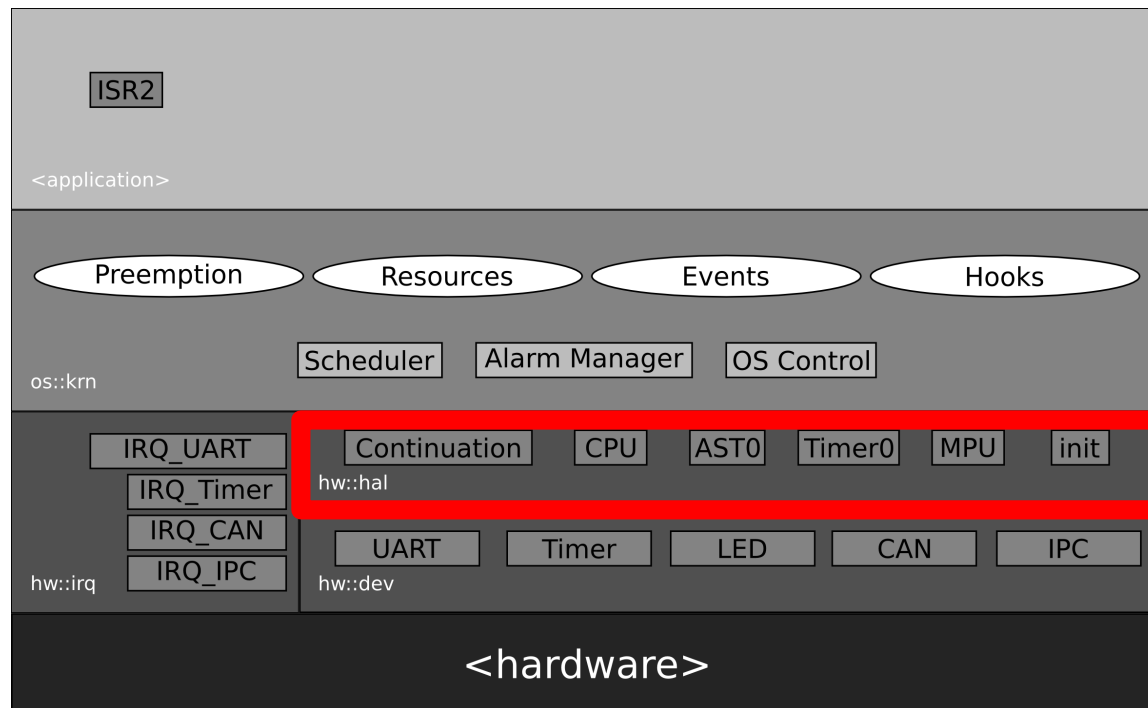 ISR2
<application>
Preemption Resources Events Hooks
Scheduler Alarm Manager OS Control
os::krn
IRQ_UART
IRQ_Timer
IRQ_CAN
IRQ_IPC
hw::irq
Continuation CPU AST0 Timer0 MPU init
hw::hal
UART Timer LED CAN IPC
hw::dev
<hardware>